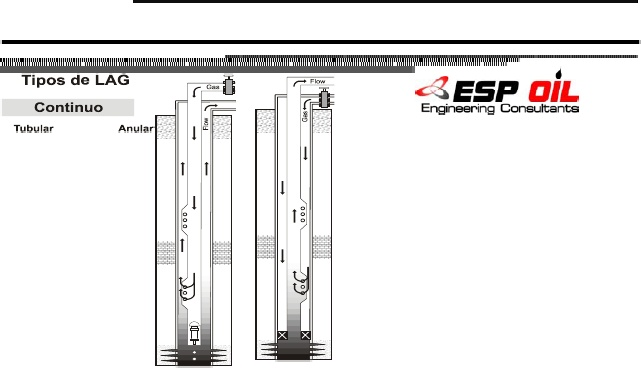 Tipos de LAG
Continuo
Tubular Anular
Gas
Flow
Flow
Gas
ESP OIL
Engineering Consultants